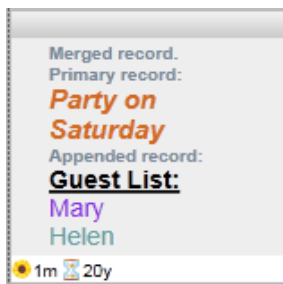 Merged record.
Primary record:
Party on
Saturday
Appended record:
Guest List:
Mary
Helen
1m 20y